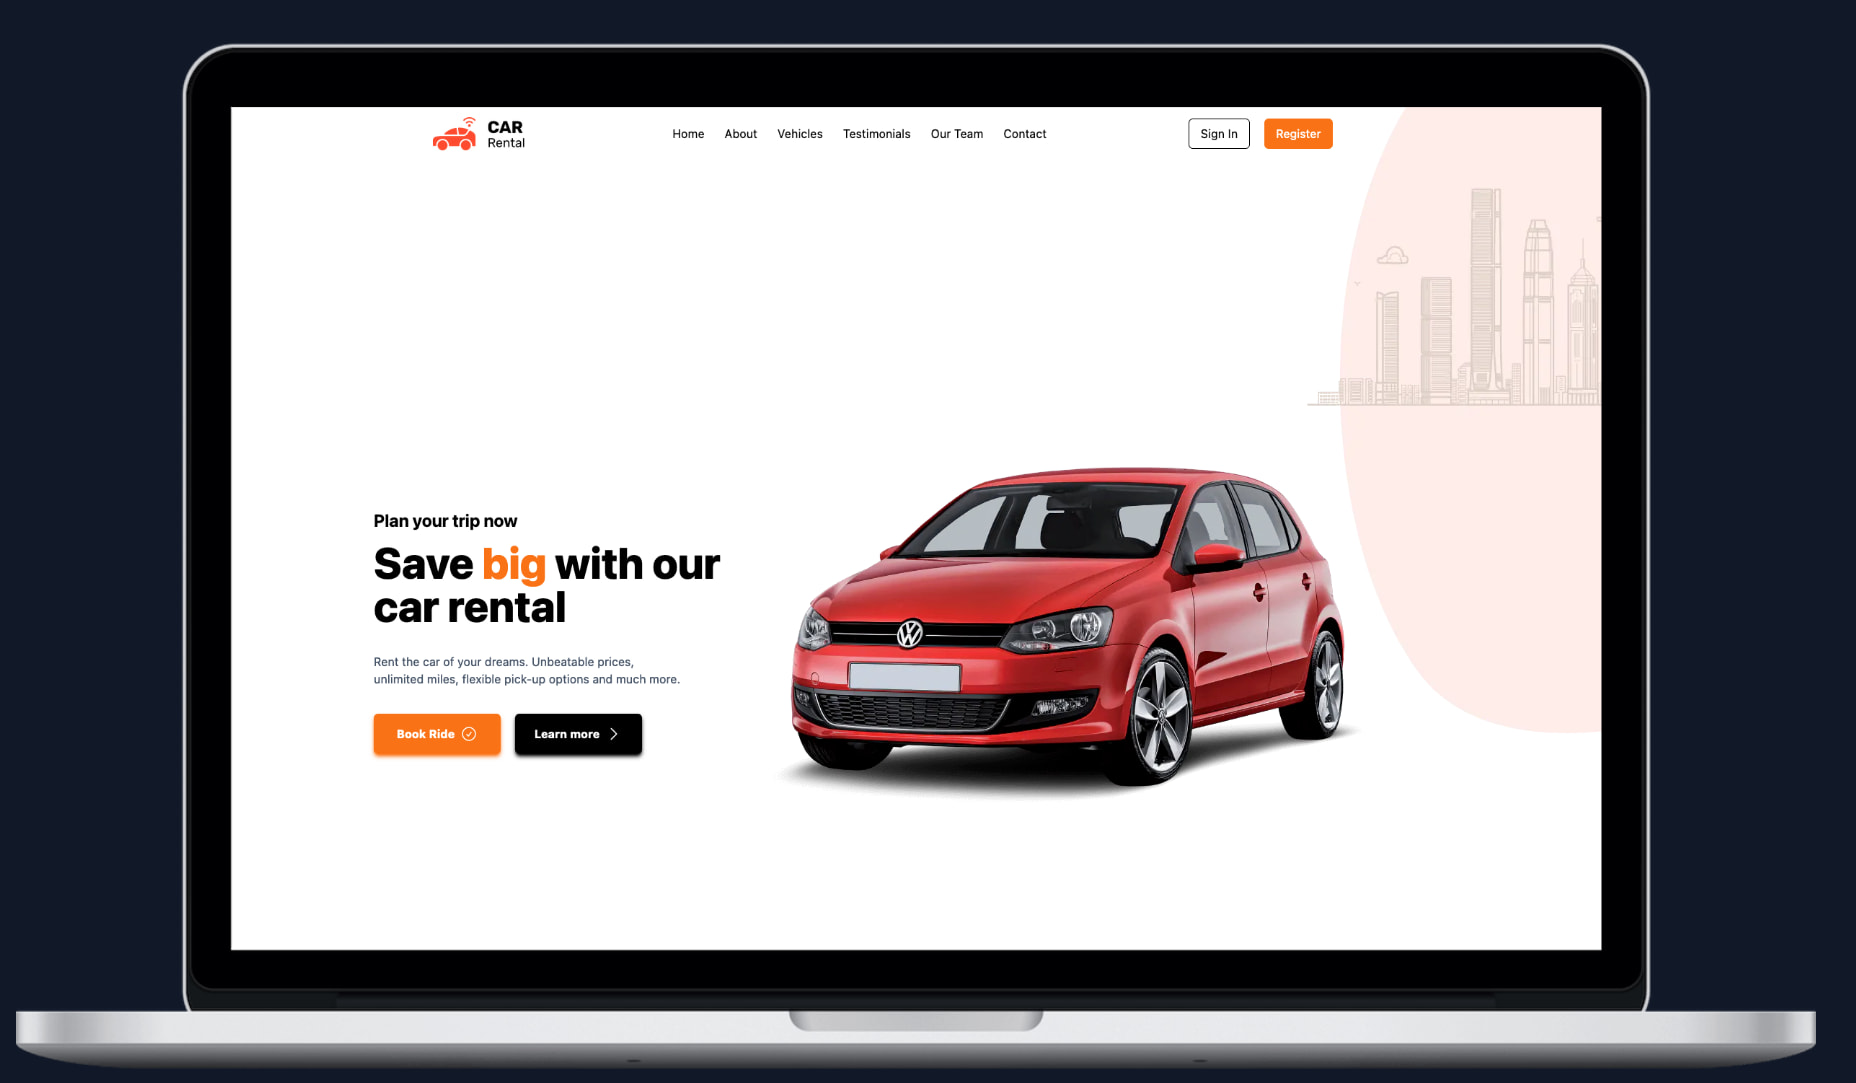 CAR
Rental
Home About Vehicles Testimonials Our Team Contact
Sign In Register
Plan your trip now
Save big with our
car rental
Rent the car of your dreams. Unbeatable prices,
unlimited miles, flexible pick-up options and much more.
Book Ride Learn more